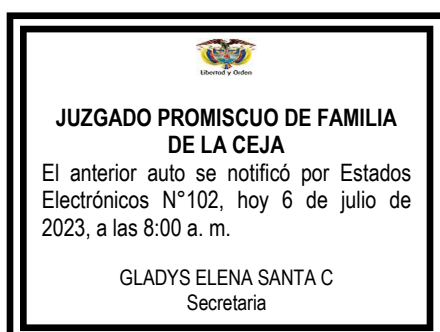 Libertad y Orden
JUZGADO PROMISCUO DE FAMILIA
DE LA CEJA
El anterior auto se notificó por Estados
Electrónicos N°102, hoy 6 de julio de
2023, a las 8:00 a. m.
GLADYS ELENA SANTA C
Secretaria